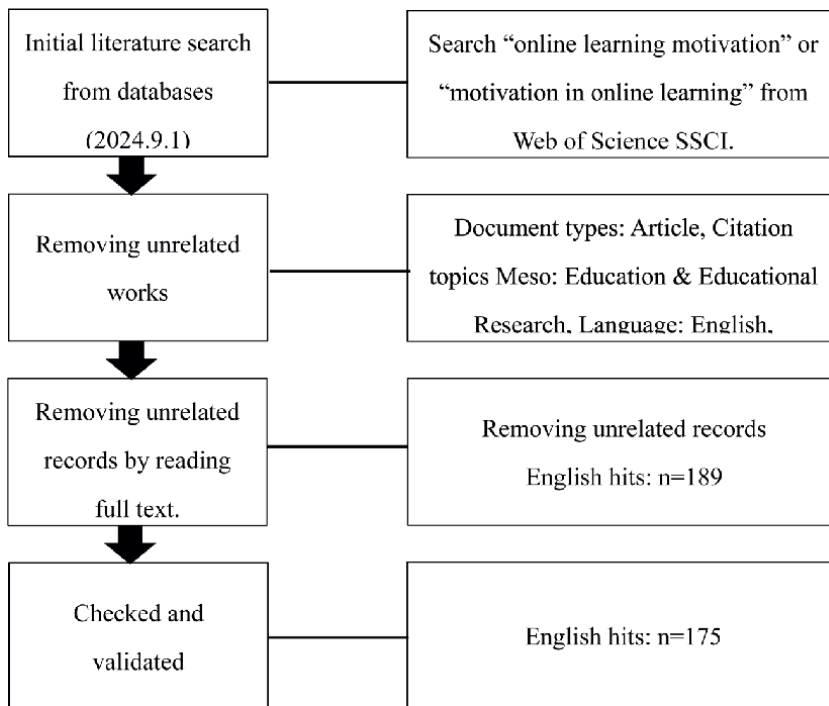 Initial literature search
from databases
(2024.9.1)
Search “online learning motivation” or
“motivation in online learning” from
Web of Science SSCI.
Removing unrelated
works
Document types: Article, Citation
topics Meso: Education & Educational
Research, Language: English,
Removing unrelated
records by reading
full text.
Removing unrelated records
English hits: n=189
Checked and
validated
English hits: n=175